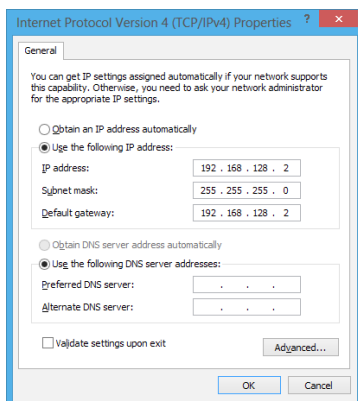 Internet Protocol Version 4 (TCP/IPv4) Properties ? ×
General
You can get IP settings assigned automatically if your network supports
this capability. Otherwise, you need to ask your network administrator
for the appropriate IP settings.
Obtain an IP address automatically
Use the following IP address:
IP address: 192 . 168 . 128 . 2
Subnet mask: 255 . 255 . 255 . 0
Default gateway: 192 . 168 . 128 . 2
Obtain DNS server address automatically
Use the following DNS server addresses:
Preferred DNS server: . . .
Alternate DNS server: . . .
Validate settings upon exit
Advanced...
OK Cancel